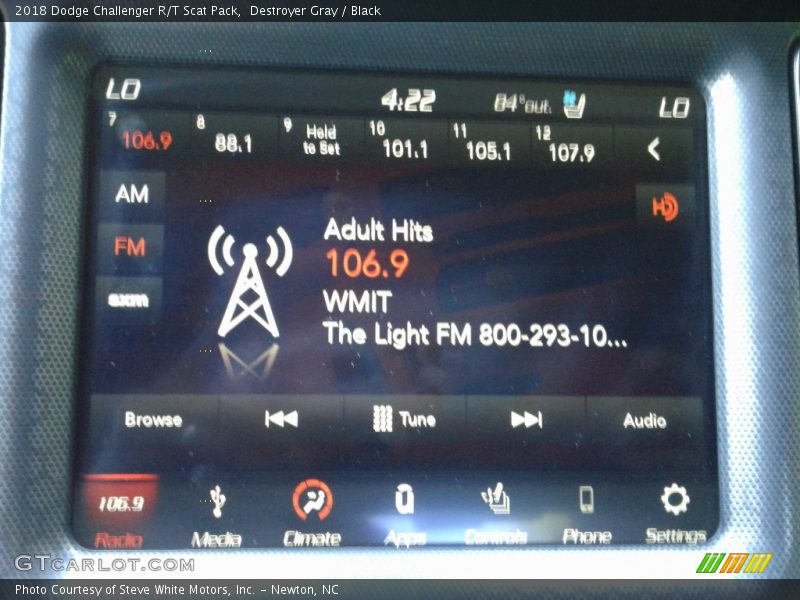 2018 Dodge Challenger R/T Scat Pack,  Destroyer Gray / Black
LO 4:22 84° out. LO
7 106.9 8 88.1 9 Hold to Set 10 101.1 11 105.1 12 107.9 <
AM
FM
sxm
HD
Adult Hits
106.9
WMIT
The Light FM 800-293-10...
Browse Tune Audio
106.9
Radio Media Climate Apps Controls Phone Settings
GTCARLOT.COM
Photo Courtesy of Steve White Motors, Inc. – Newton, NC